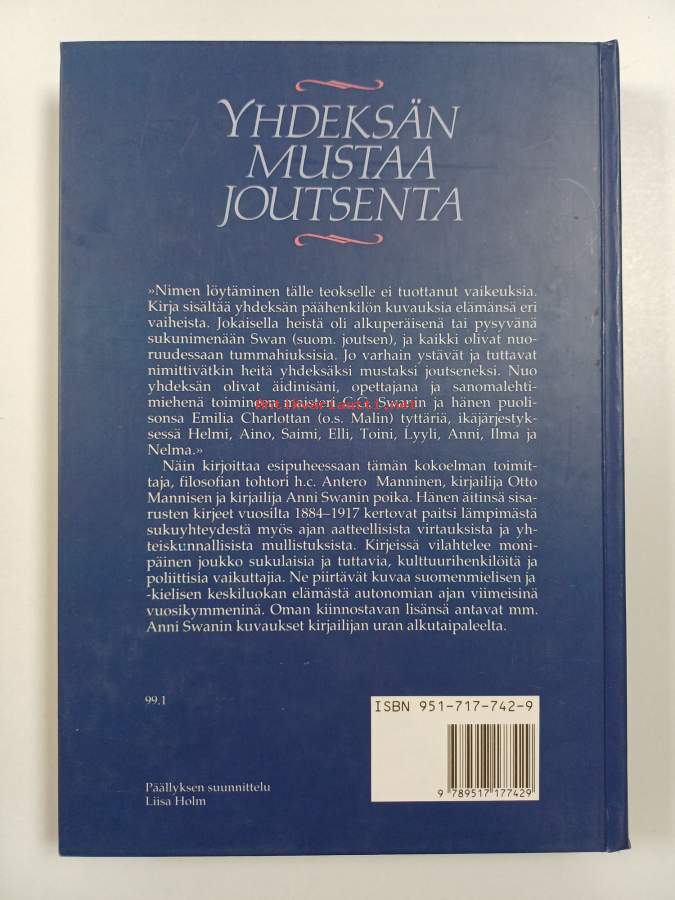 YHDEKSÄN
MUSTAA
JOUTSENTA
»Nimen löytäminen tälle teokselle ei tuottanut vaikeuksia.
Kirja sisältää yhdeksän päähenkilön kuvauksia elämänsä eri
vaiheista. Jokaisella heistä oli alkuperäisenä tai pysyvänä
sukunimenään Swan (suom. joutsen), ja kaikki olivat nuo-
ruudessaan tummahiuksisia. Jo varhain ystävät ja tuttavat
nimittivätkin heitä yhdeksäksi mustaksi joutseneksi. Nuo
yhdeksän olivat äidinisäni, opettajana ja sanomalehti-
miehenä toimineen maisteri C.G. Swanin ja hänen puoli-
antikvariaatti.net
sonsa Emilia Charlottan (o.s. Malin) tyttäriä, ikäjärjestyk-
sessä Helmi, Aino, Saimi, Elli, Toini, Lyyli, Anni, Ilma ja
Nelma.»
Näin kirjoittaa esipuheessaan tämän kokoelman toimit-
taja, filosofian tohtori h.c. Antero Manninen, kirjailija Otto
Mannisen ja kirjailija Anni Swanin poika. Hänen äitinsä sisa-
rusten kirjeet vuosilta 1884–1917 kertovat paitsi lämpimästä
sukuyhteydestä myös ajan aatteellisista virtauksista ja yh-
teiskunnallisista mullistuksista. Kirjeissä vilahtelee moni-
päinen joukko sukulaisia ja tuttavia, kulttuurihenkilöitä ja
poliittisia vaikuttajia. Ne piirtävät kuvaa suomenmielisen ja
-kielisen keskiluokan elämästä autonomian ajan viimeisinä
vuosikymmeninä. Oman kiinnostavan lisänsä antavat mm.
Anni Swanin kuvaukset kirjailijan uran alkutaipaleelta.
99.1
ISBN 951-717-742-9
9 789517 177429
Päällyksen suunnittelu
Liisa Holm